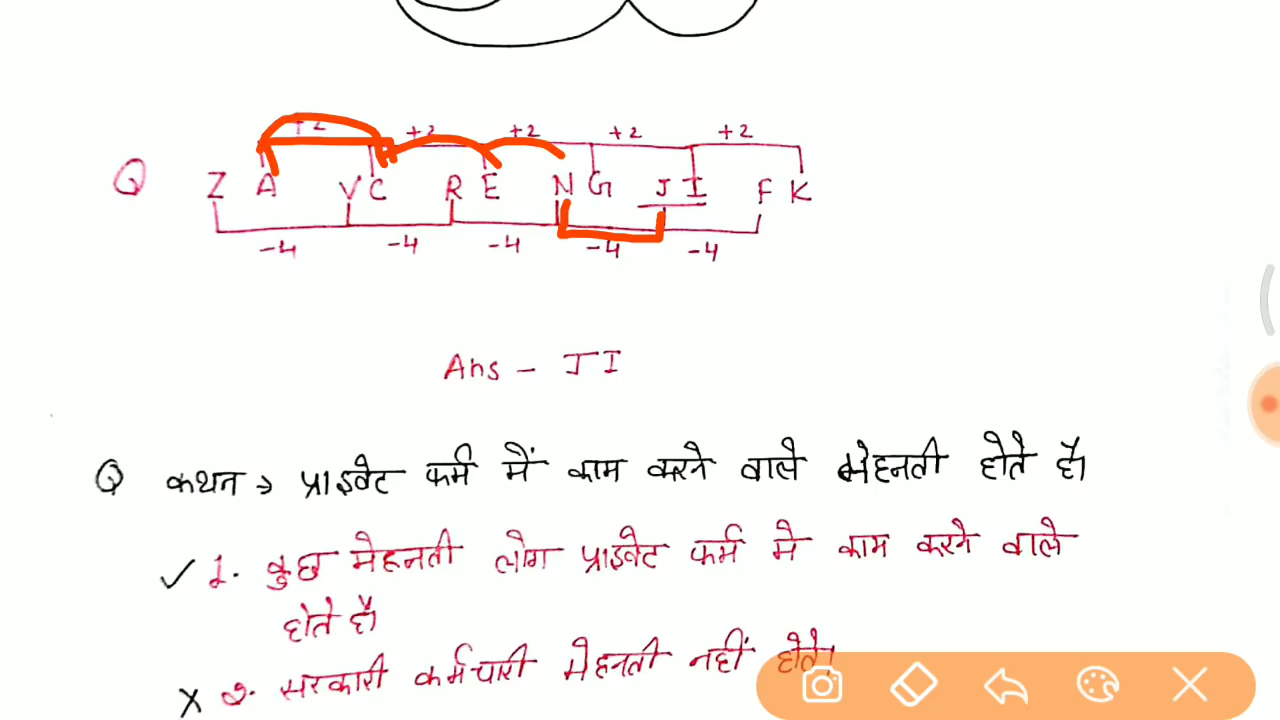 +2 +2 +2 +2 +2
Q Z A V C R E N G J I F K
-4 -4 -4 -4 -4
Ans - JI
Q कथन → प्राइवेट फर्म में काम करने वाले मेहनती होते हैं।
✓ 1. कुछ मेहनती लोग प्राइवेट फर्म मे काम करने वाले
होते हैं।
X 2. सरकारी कर्मचारी मेहनती नहीं होते।